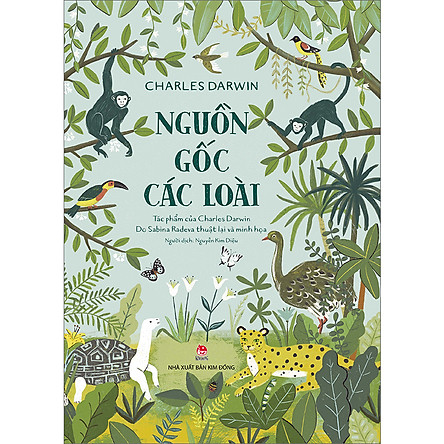 CHARLES DARWIN
NGUỒN
GỐC
CÁC LOÀI
Tác phẩm của Charles Darwin
Do Sabina Radeva thuật lại và minh họa
Người dịch: Nguyễn Kim Diệu
NHÀ XUẤT BẢN KIM ĐỒNG